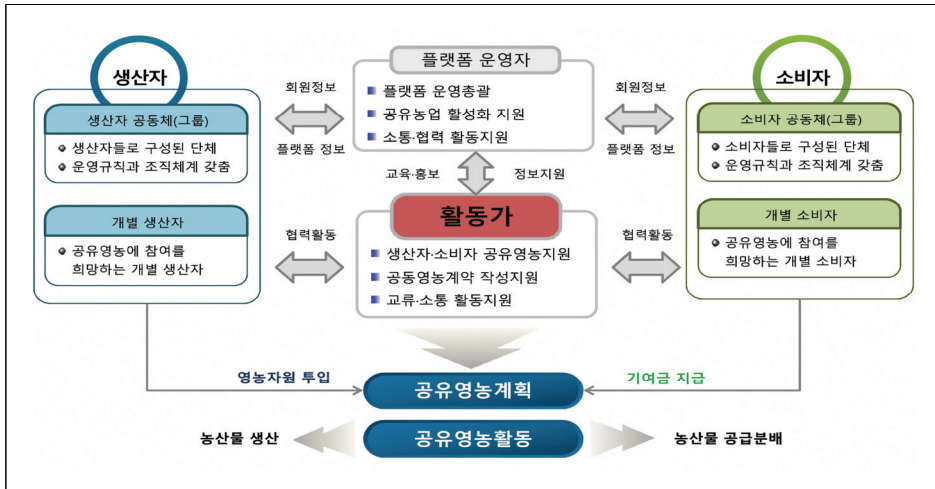 생산자
생산자 공동체(그룹)
생산자들로 구성된 단체
운영규칙과 조직체계 갖춤
개별 생산자
공유영농에 참여를
희망하는 개별 생산자
회원정보
플랫폼 정보
협력활동
플랫폼 운영자
플랫폼 운영총괄
공유농업 활성화 지원
소통·협력 활동지원
교육·홍보
정보지원
활동가
생산자·소비자 공유영농지원
공동영농계약 작성지원
교류·소통 활동지원
회원정보
플랫폼 정보
협력활동
소비자
소비자 공동체(그룹)
소비자들로 구성된 단체
운영규칙과 조직체계 갖춤
개별 소비자
공유영농에 참여를
희망하는 개별 소비자
영농자원 투입
공유영농계획
기여금 지급
농산물 생산
공유영농활동
농산물 공급분배